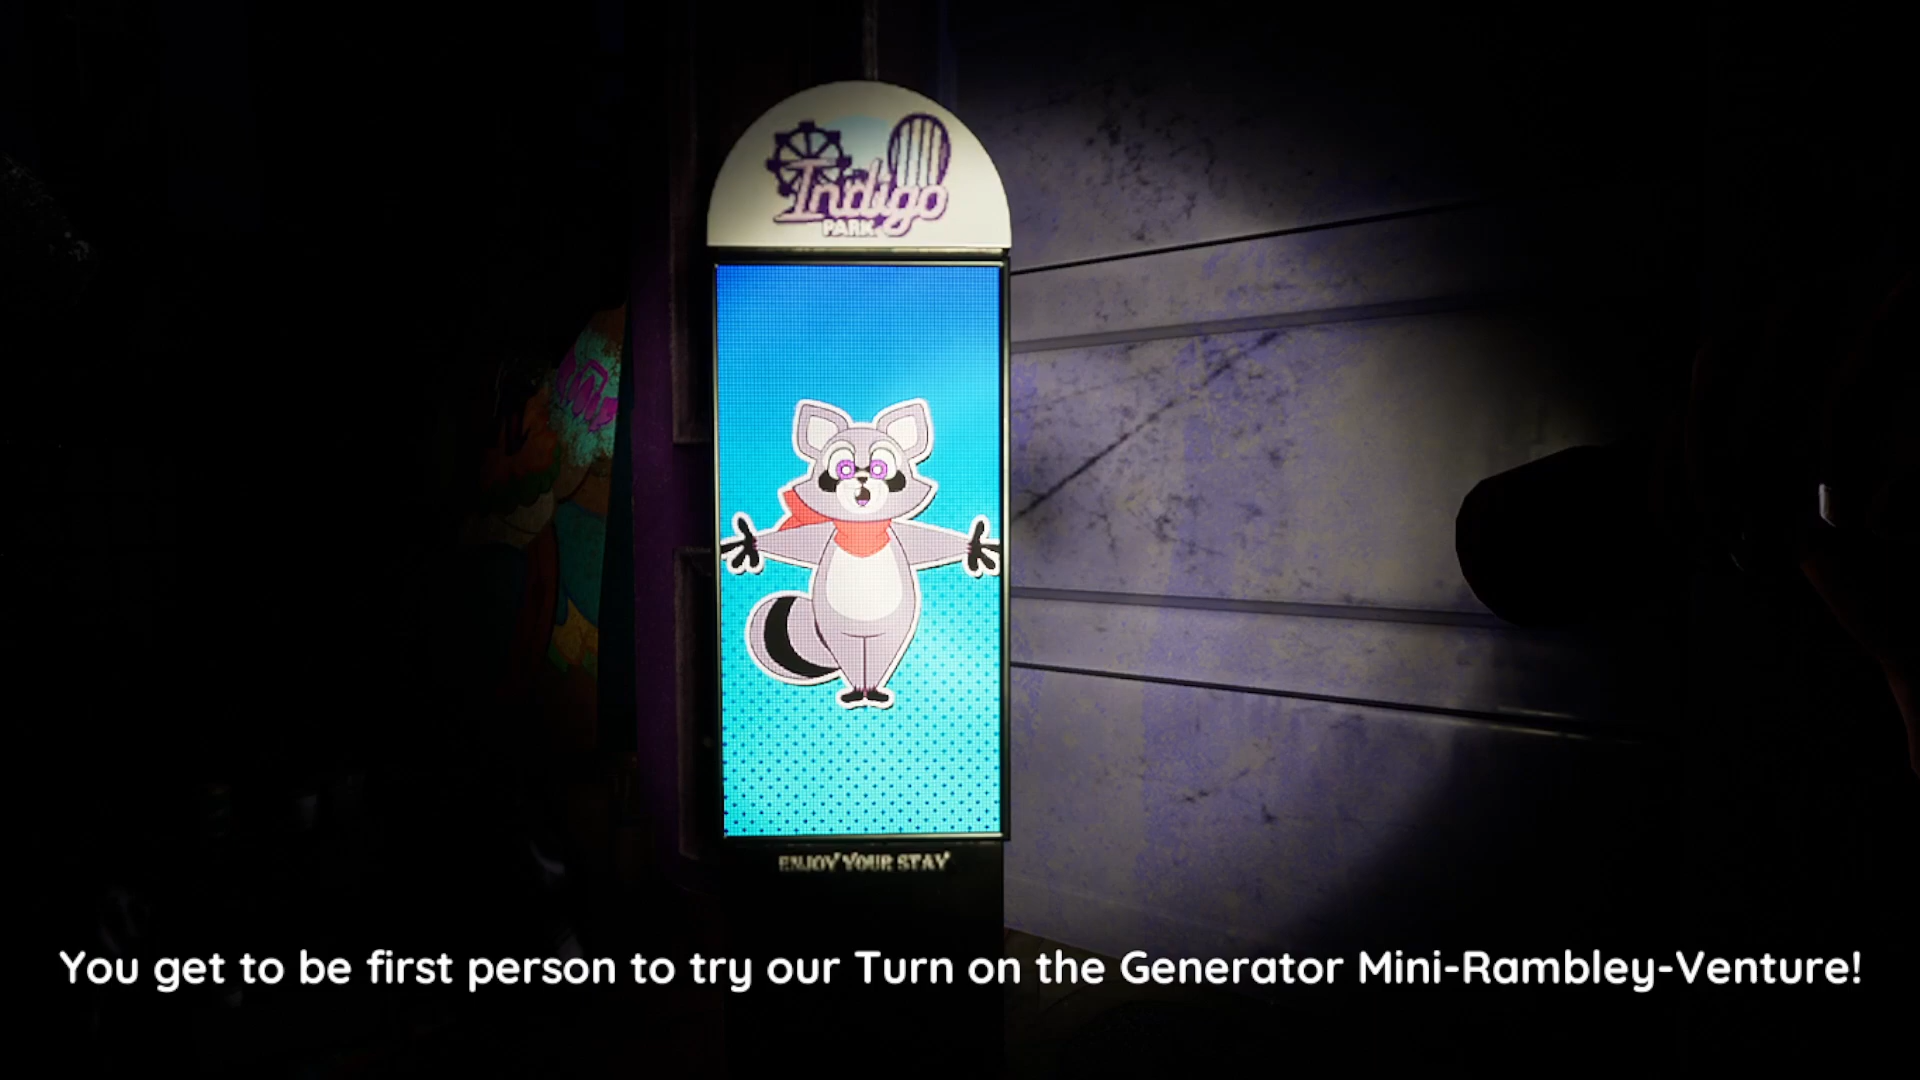 Indigo
PARK
ENJOY YOUR STAY
You get to be first person to try our Turn on the Generator Mini-Rambley-Venture!